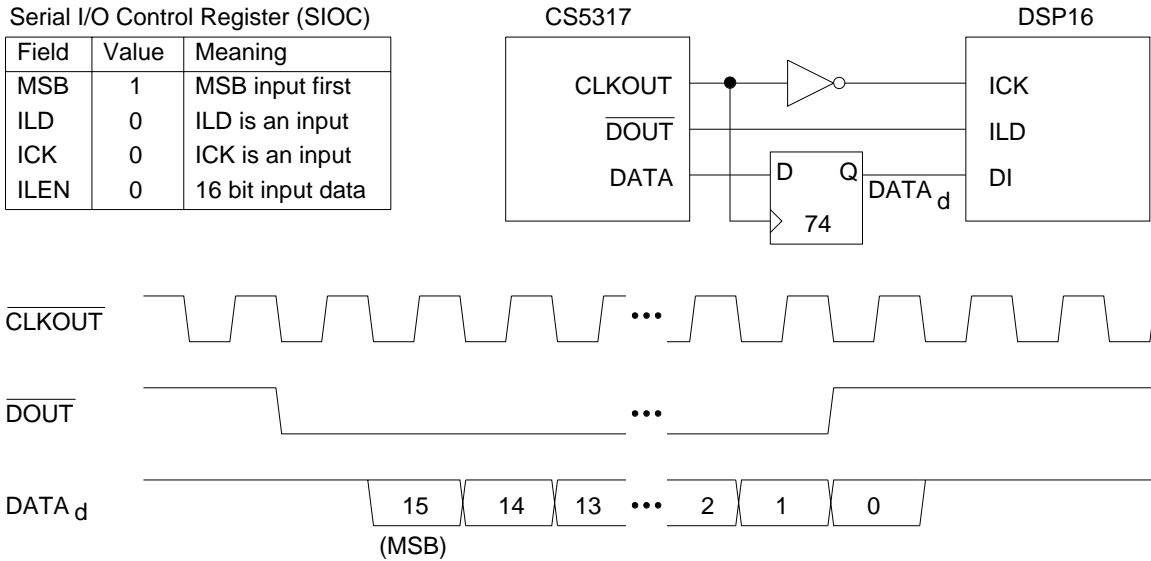 Serial I/O Control Register (SIOC)
Field Value Meaning
MSB 1 MSB input first
ILD 0 ILD is an input
ICK 0 ICK is an input
ILEN 0 16 bit input data
CS5317 DSP16
CLKOUT ICK
DOUT ILD
DATA D Q DATA d DI
74
CLKOUT
DOUT
DATA d 15 14 13 2 1 0
(MSB)